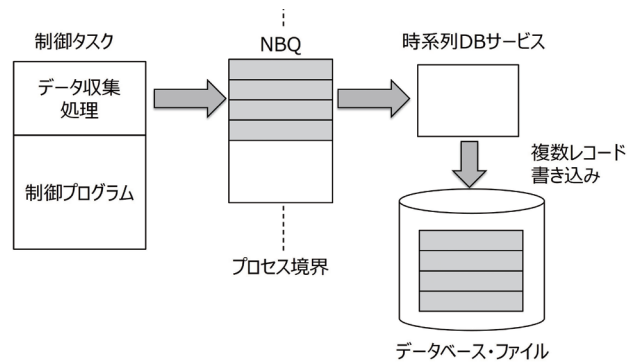 制御タスク
データ収集
処理
制御プログラム
NBQ
プロセス境界
時系列DBサービス
複数レコード
書き込み
データベース・ファイル